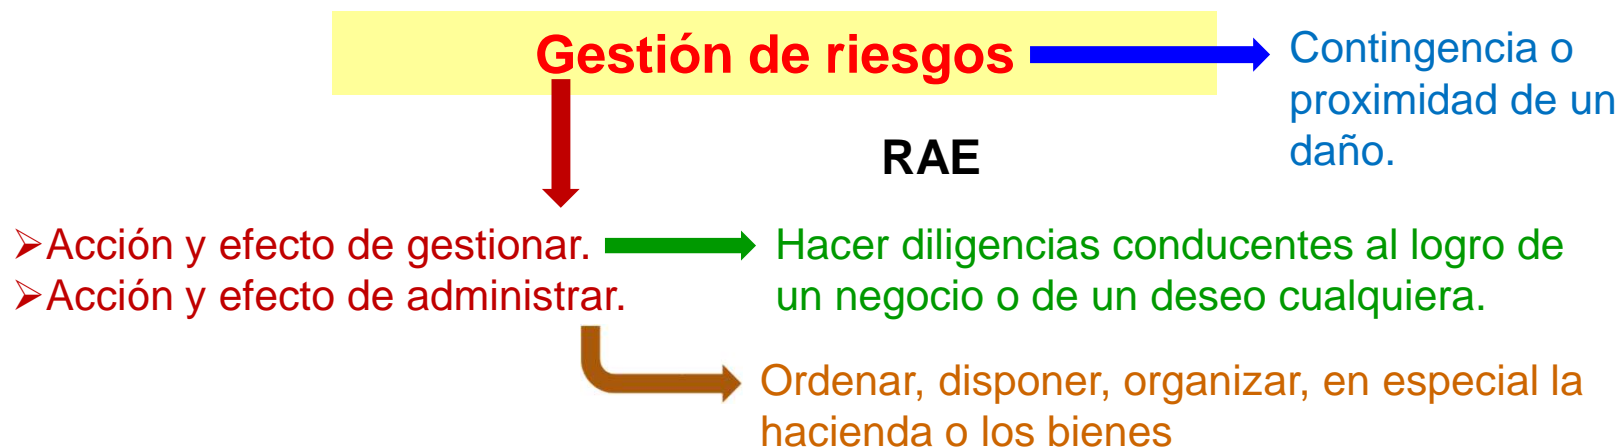 Gestión de riesgos
Contingencia o
proximidad de un
daño.
RAE
➢Acción y efecto de gestionar.
➢Acción y efecto de administrar.
Hacer diligencias conducentes al logro de
un negocio o de un deseo cualquiera.
Ordenar, disponer, organizar, en especial la
hacienda o los bienes